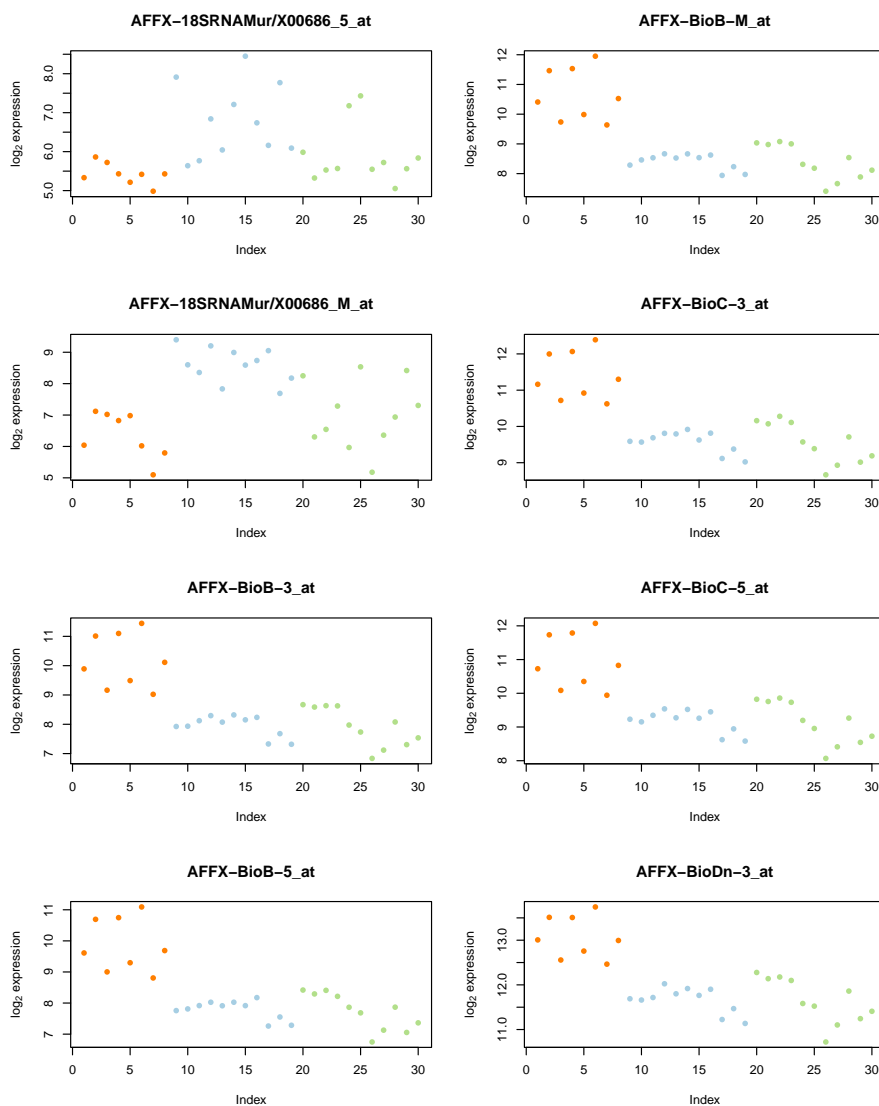 AFFX−18SRNAMur/X00686_5_at
log2 expression
5.0 6.0 7.0 8.0
0 5 10 15 20 25 30
Index
AFFX−BioB−M_at
log2 expression
8 9 10 11 12
0 5 10 15 20 25 30
Index
AFFX−18SRNAMur/X00686_M_at
log2 expression
5 6 7 8 9
0 5 10 15 20 25 30
Index
AFFX−BioC−3_at
log2 expression
9 10 11 12
0 5 10 15 20 25 30
Index
AFFX−BioB−3_at
log2 expression
7 8 9 10 11
0 5 10 15 20 25 30
Index
AFFX−BioC−5_at
log2 expression
8 9 10 11 12
0 5 10 15 20 25 30
Index
AFFX−BioB−5_at
log2 expression
7 8 9 10 11
0 5 10 15 20 25 30
Index
AFFX−BioDn−3_at
log2 expression
11.0 12.0 13.0
0 5 10 15 20 25 30
Index